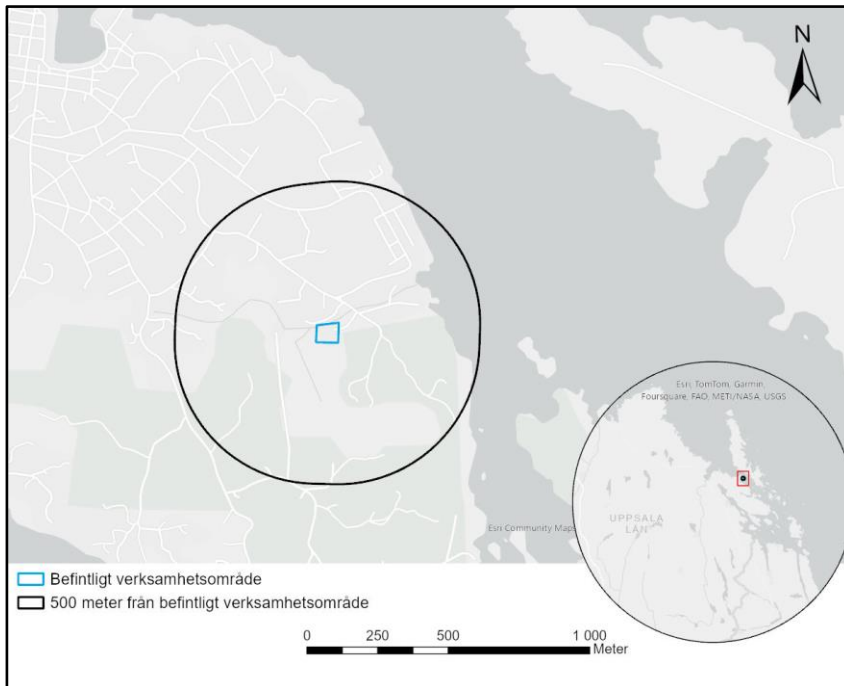 N
Esri, TomTom, Garmin,
Foursquare, FAO, METI/NASA, USGS
UPPSALA
LÄN
Esri Community Maps
Befintligt verksamhetsområde
500 meter från befintligt verksamhetsområde
0 250 500 1 000
Meter